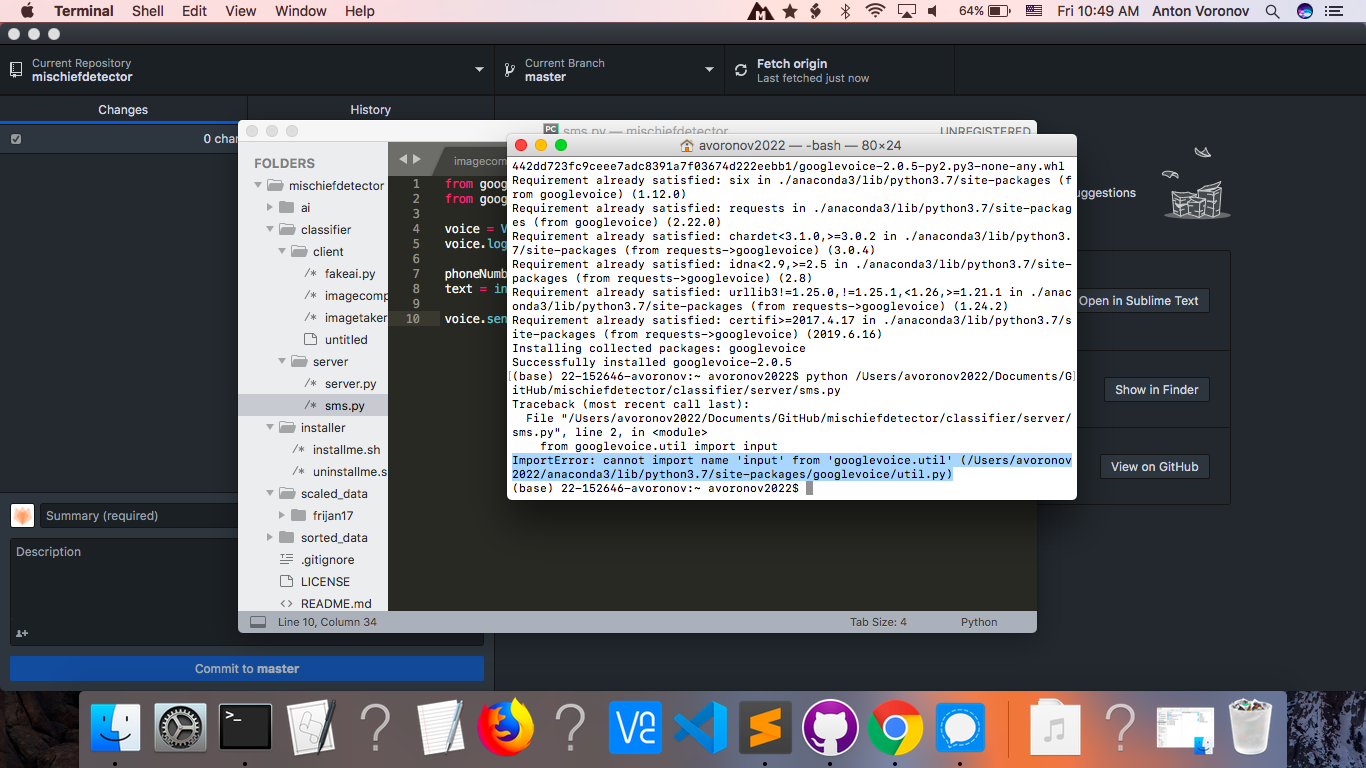 Terminal Shell Edit View Window Help 64% Fri 10:49 AM Anton Voronov
Current Repository
mischiefdetector
Current Branch
master
Fetch origin
Last fetched just now
Changes
History
0 char
sms.py — mischiefdetector
UNREGISTERED
FOLDERS
mischiefdetector
ai
classifier
client
/* fakeai.py
/* imagecomp
/* imagetaker
untitled
server
/* server.py
/* sms.py
installer
/* installme.sh
/* uninstallme.s
scaled_data
frijan17
sorted_data
.gitignore
LICENSE
<> README.md
imagecom
1 from goog
2 from goog
3
4 voice = V
5 voice.log
6
7 phoneNumb
8 text = in
9
10 voice.sen
Line 10, Column 34
Tab Size: 4
Python
avoronov2022 — -bash — 80×24
442dd723fc9ceee7adc8391a7f03674d222eebb1/googlevoice-2.0.5-py2.py3-none-any.whl
Requirement already satisfied: six in ./anaconda3/lib/python3.7/site-packages (f
rom googlevoice) (1.12.0)
Requirement already satisfied: requests in ./anaconda3/lib/python3.7/site-packag
es (from googlevoice) (2.22.0)
Requirement already satisfied: chardet<3.1.0,>=3.0.2 in ./anaconda3/lib/python3.
7/site-packages (from requests->googlevoice) (3.0.4)
Requirement already satisfied: idna<2.9,>=2.5 in ./anaconda3/lib/python3.7/site-
packages (from requests->googlevoice) (2.8)
Requirement already satisfied: urllib3!=1.25.0,!=1.25.1,<1.26,>=1.21.1 in ./anac
onda3/lib/python3.7/site-packages (from requests->googlevoice) (1.24.2)
Requirement already satisfied: certifi>=2017.4.17 in ./anaconda3/lib/python3.7/s
ite-packages (from requests->googlevoice) (2019.6.16)
Installing collected packages: googlevoice
Successfully installed googlevoice-2.0.5
[(base) 22-152646-avoronov:~ avoronov2022$ python /Users/avoronov2022/Documents/G]
itHub/mischiefdetector/classifier/server/sms.py
Traceback (most recent call last):
File "/Users/avoronov2022/Documents/GitHub/mischiefdetector/classifier/server/
sms.py", line 2, in <module>
from googlevoice.util import input
ImportError: cannot import name 'input' from 'googlevoice.util' (/Users/avoronov
2022/anaconda3/lib/python3.7/site-packages/googlevoice/util.py)
(base) 22-152646-avoronov:~ avoronov2022$
uggestions
Open in Sublime Text
Show in Finder
View on GitHub
Summary (required)
Description
Commit to master